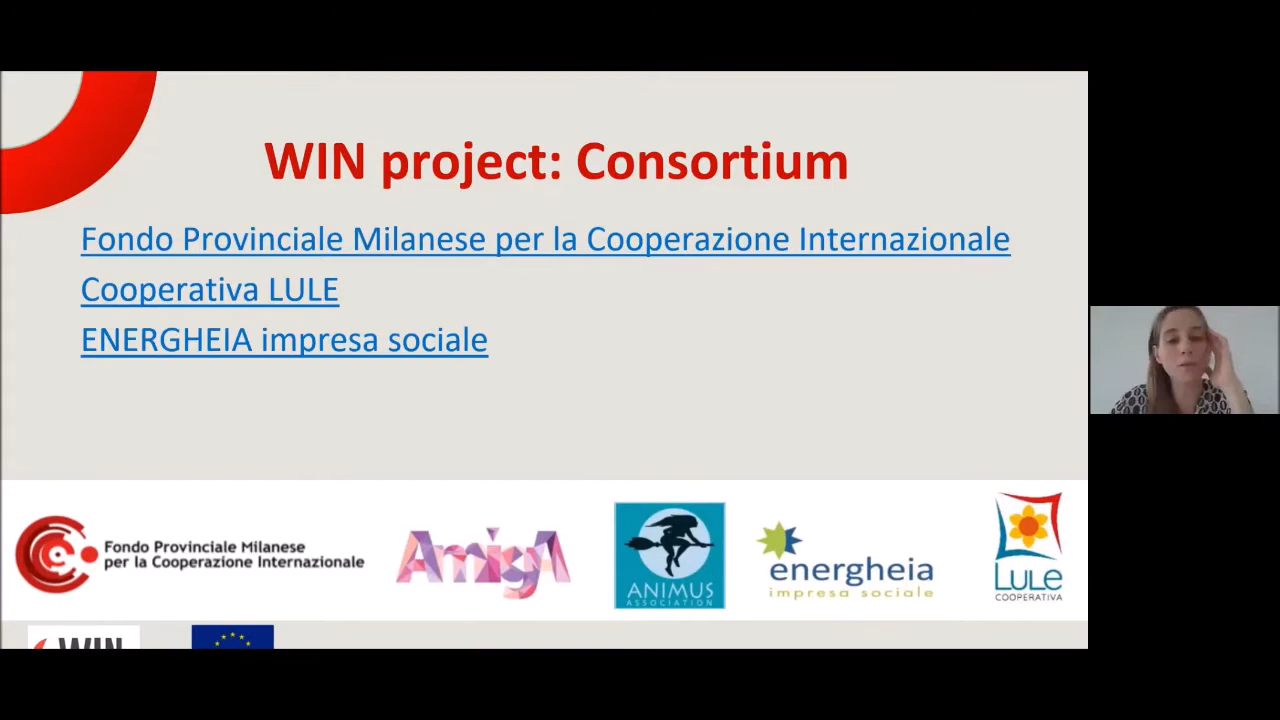 WIN project: Consortium
Fondo Provinciale Milanese per la Cooperazione Internazionale
Cooperativa LULE
ENERGHEIA impresa sociale
Fondo Provinciale Milanese
per la Cooperazione Internazionale
AmigA
ANIMUS
ASSOCIATION
energheia
impresa sociale
LULE
COOPERATIVA
WIN